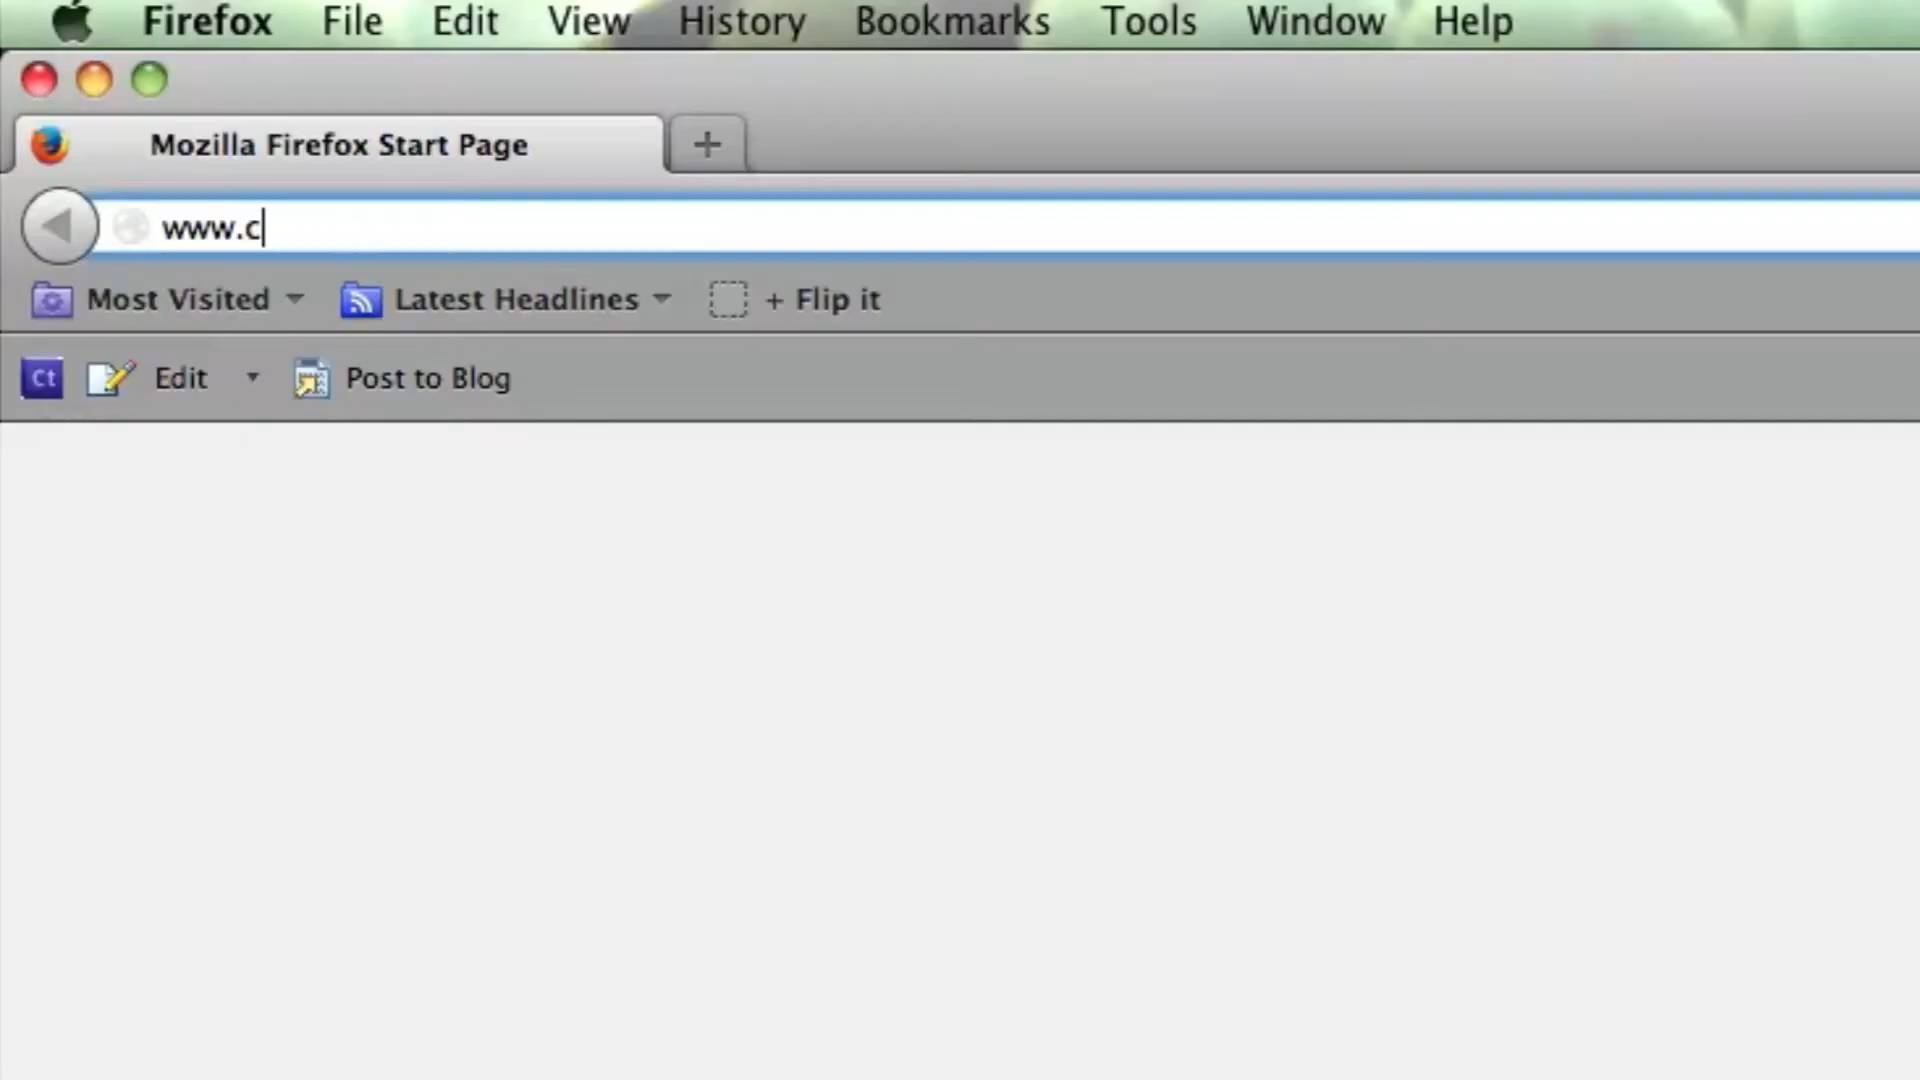 Firefox File Edit View History Bookmarks Tools Window Help
Mozilla Firefox Start Page +
www.c
Most Visited Latest Headlines + Flip it
Ct Edit Post to Blog